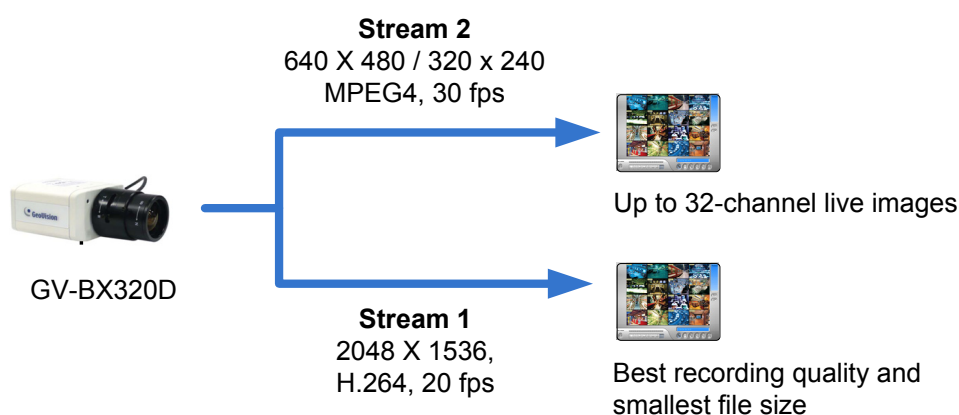 Stream 2
640 X 480 / 320 x 240
MPEG4, 30 fps
Up to 32-channel live images
GeoVision
GV-BX320D
Stream 1
2048 X 1536,
H.264, 20 fps
Best recording quality and
smallest file size